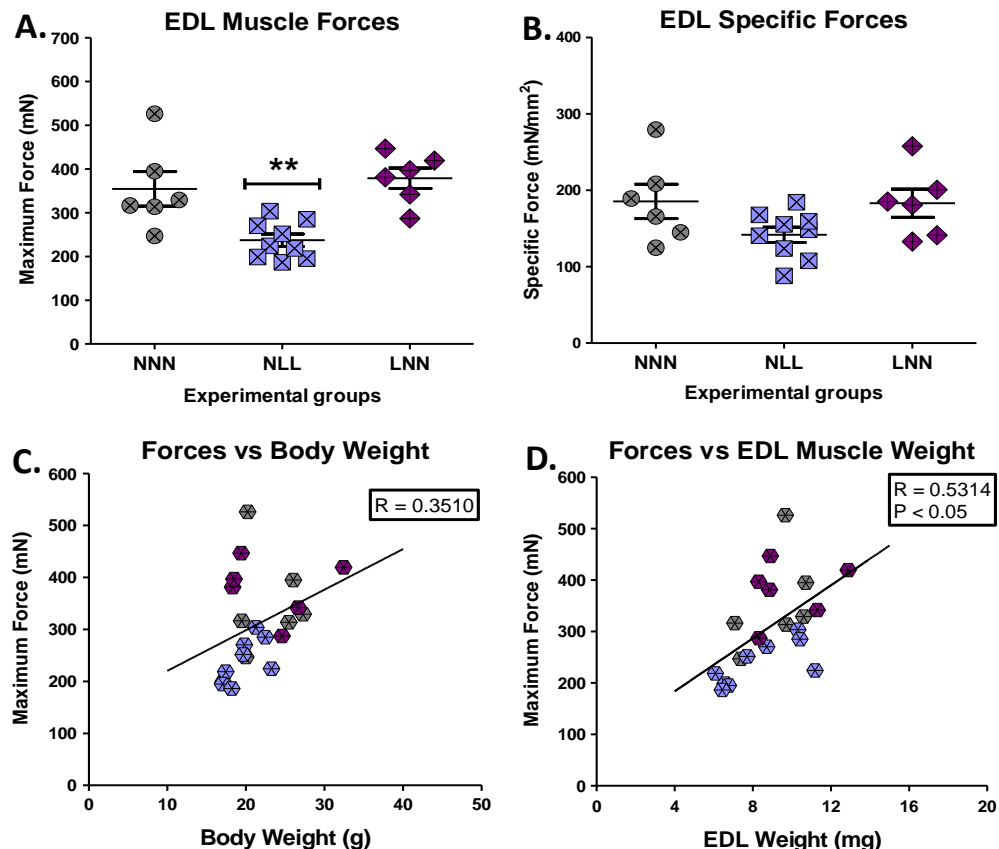 A.
EDL Muscle Forces
Maximum Force (mN)
700
600
500
400
300
200
100
0
**
NNN NLL LNN
Experimental groups
B.
EDL Specific Forces
Specific Force (mN/mm²)
400
300
200
100
0
NNN NLL LNN
Experimental groups
C.
Forces vs Body Weight
R = 0.3510
Maximum Force (mN)
600
500
400
300
200
100
0
0 10 20 30 40 50
Body Weight (g)
D.
Forces vs EDL Muscle Weight
R = 0.5314
P < 0.05
Maximum Force (mN)
600
500
400
300
200
100
0
0 4 8 12 16 20
EDL Weight (mg)